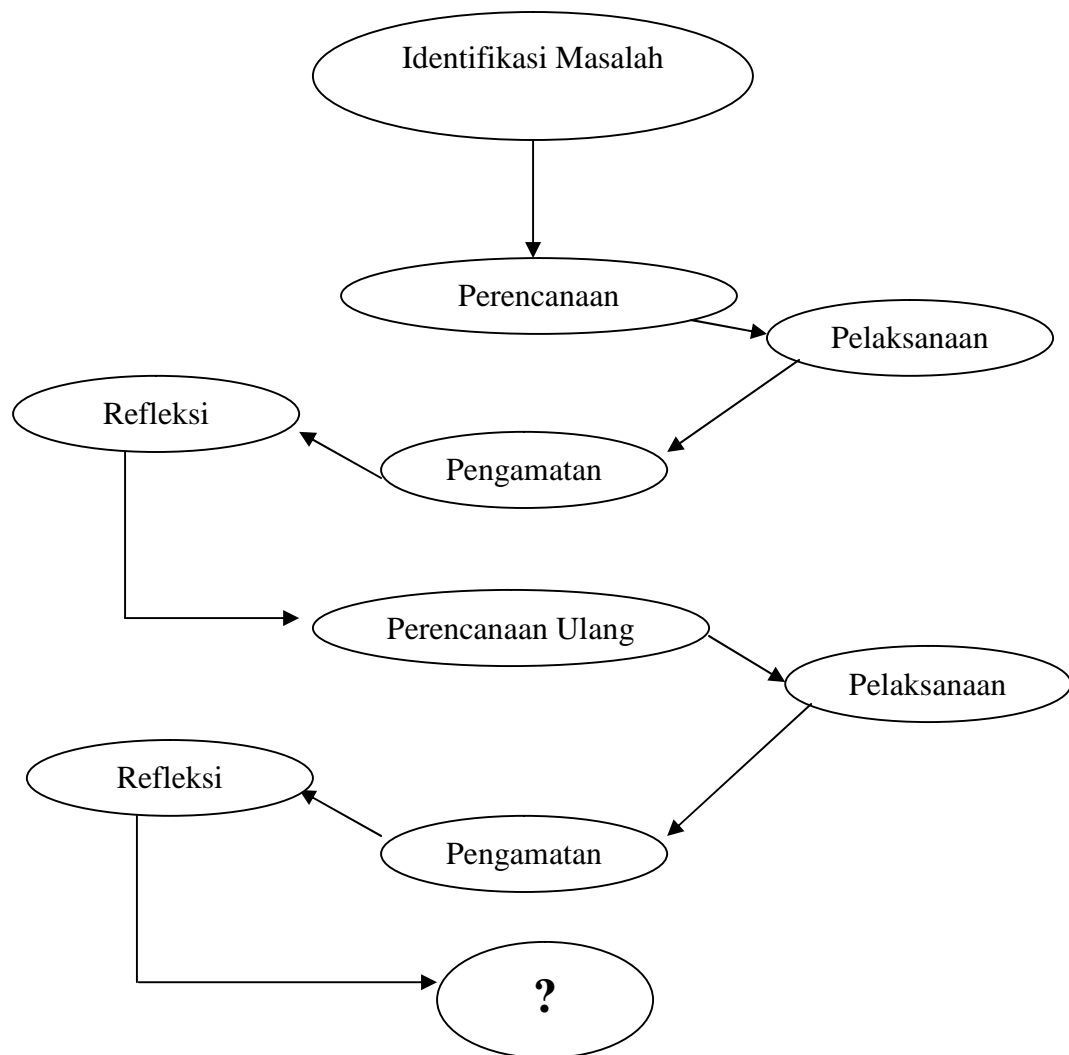 Identifikasi Masalah
Perencanaan
Pelaksanaan
Refleksi
Pengamatan
Perencanaan Ulang
Pelaksanaan
Refleksi
Pengamatan
?